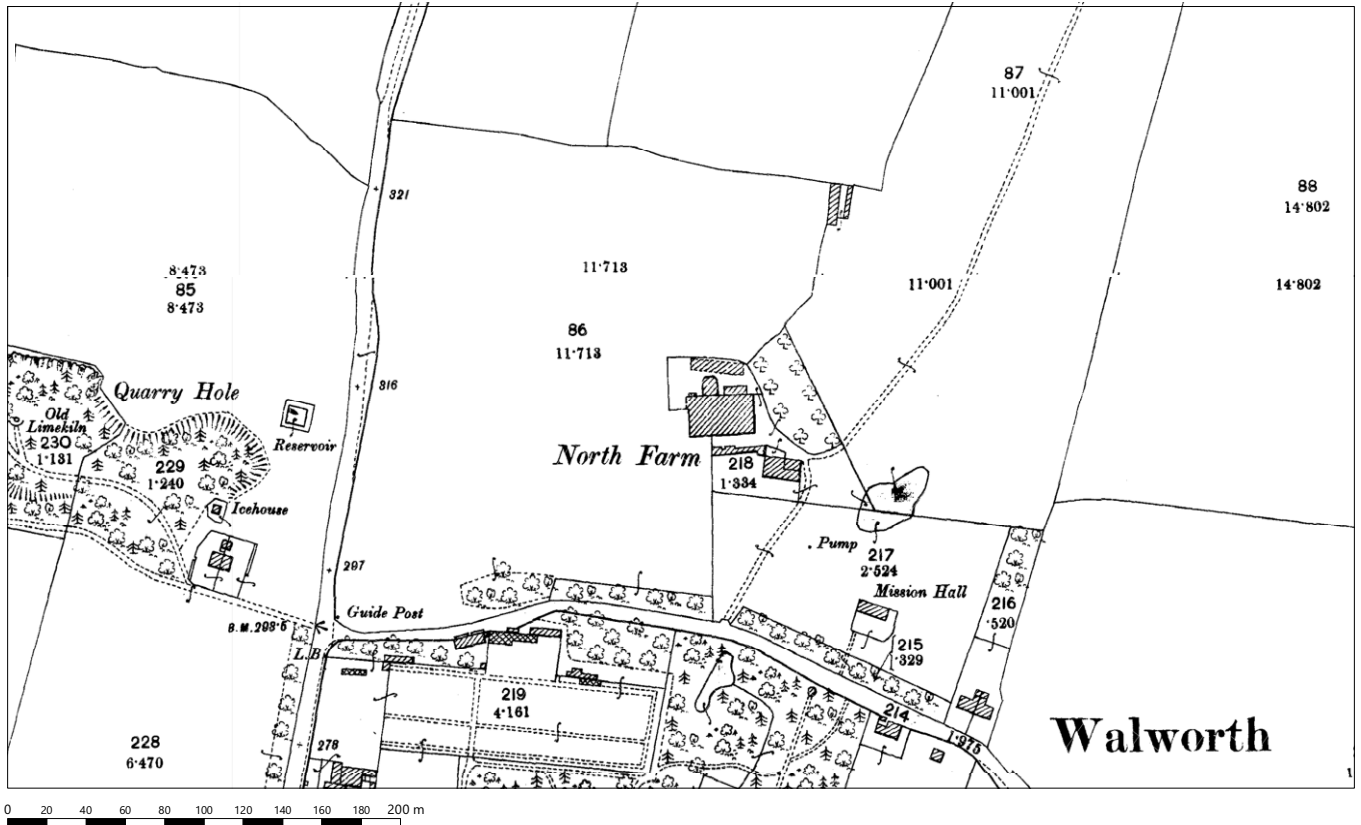 87
11·001
88
14·802
321
8·473
85
8·473
11·713
11·001
14·802
86
11·713
316
Quarry Hole
Old
Limekiln
230
1·131
229
1·240
Reservoir
Icehouse
North Farm
218
1·334
Pump
217
2·524
Mission Hall
297
Guide Post
B.M.293·5
L.B
216
·520
215
·329
219
4·161
214
1·975
Walworth
228
6·470
278
1
0 20 40 60 80 100 120 140 160 180 200 m